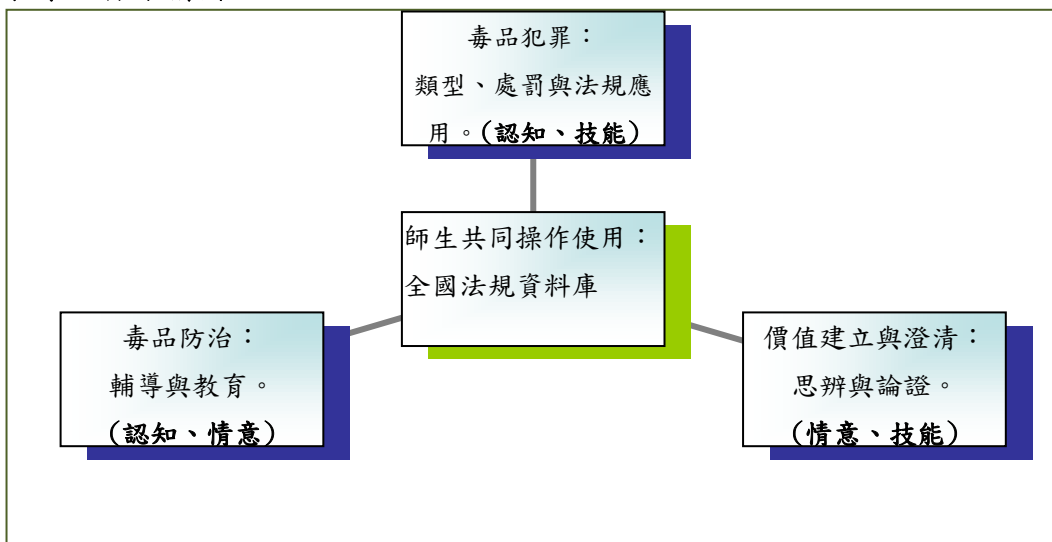 毒品犯罪：
類型、處罰與法規應
用。(認知、技能)
師生共同操作使用：
全國法規資料庫
毒品防治：
輔導與教育。
(認知、情意)
價值建立與澄清：
思辨與論證。
(情意、技能)